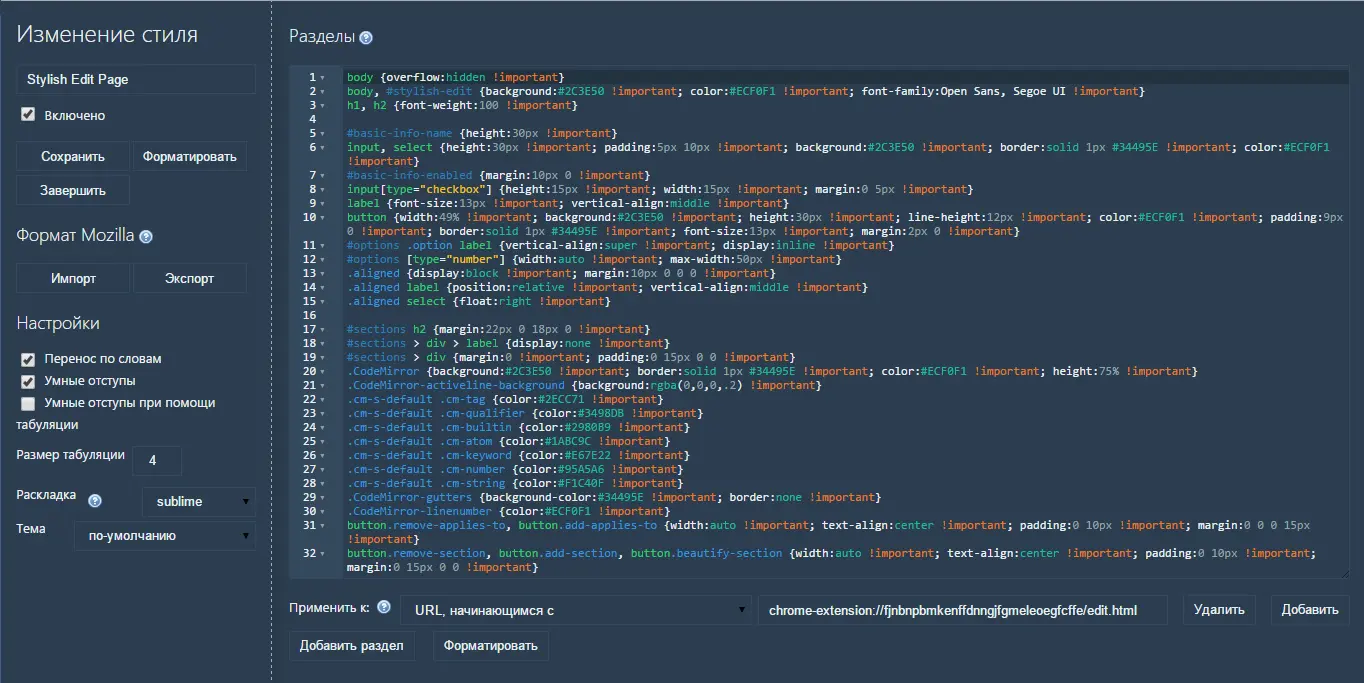 Изменение стиля
Stylish Edit Page
Включено
Сохранить
Форматировать
Завершить
Формат Mozilla
Импорт
Экспорт
Настройки
Перенос по словам
Умные отступы
Умные отступы при помощи
табуляции
Размер табуляции 4
Раскладка sublime
Тема по-умолчанию
Разделы
1 body {overflow:hidden !important}
2 body, #stylish-edit {background:#2C3E50 !important; color:#ECF0F1 !important; font-family:Open Sans, Segoe UI !important}
3 h1, h2 {font-weight:100 !important}
4
5 #basic-info-name {height:30px !important}
6 input, select {height:30px !important; padding:5px 10px !important; background:#2C3E50 !important; border:solid 1px #34495E !important; color:#ECF0F1
!important}
7 #basic-info-enabled {margin:10px 0 !important}
8 input[type="checkbox"] {height:15px !important; width:15px !important; margin:0 5px !important}
9 label {font-size:13px !important; vertical-align:middle !important}
10 button {width:49% !important; background:#2C3E50 !important; height:30px !important; line-height:12px !important; color:#ECF0F1 !important; padding:9px
0 !important; border:solid 1px #34495E !important; font-size:13px !important; margin:2px 0 !important}
11 #options .option label {vertical-align:super !important; display:inline !important}
12 #options [type="number"] {width:auto !important; max-width:50px !important}
13 .aligned {display:block !important; margin:10px 0 0 0 !important}
14 .aligned label {position:relative !important; vertical-align:middle !important}
15 .aligned select {float:right !important}
16
17 #sections h2 {margin:22px 0 18px 0 !important}
18 #sections > div > label {display:none !important}
19 #sections > div {margin:0 !important; padding:0 15px 0 0 !important}
20 .CodeMirror {background:#2C3E50 !important; border:solid 1px #34495E !important; color:#ECF0F1 !important; height:75% !important}
21 .CodeMirror-activeline-background {background:rgba(0,0,0,.2) !important}
22 .cm-s-default .cm-tag {color:#2ECC71 !important}
23 .cm-s-default .cm-qualifier {color:#3498DB !important}
24 .cm-s-default .cm-builtin {color:#2980B9 !important}
25 .cm-s-default .cm-atom {color:#1ABC9C !important}
26 .cm-s-default .cm-keyword {color:#E67E22 !important}
27 .cm-s-default .cm-number {color:#95A5A6 !important}
28 .cm-s-default .cm-string {color:#F1C40F !important}
29 .CodeMirror-gutters {background-color:#34495E !important; border:none !important}
30 .CodeMirror-linenumber {color:#ECF0F1 !important}
31 button.remove-applies-to, button.add-applies-to {width:auto !important; text-align:center !important; padding:0 10px !important; margin:0 0 0 15px
!important}
32 button.remove-section, button.add-section, button.beautify-section {width:auto !important; text-align:center !important; padding:0 10px !important;
margin:0 15px 0 0 !important}
Применить к: URL, начинающимся с chrome-extension://fjnbnpbmkenffdnngjfgmeleoegfcffe/edit.html Удалить Добавить
Добавить раздел Форматировать